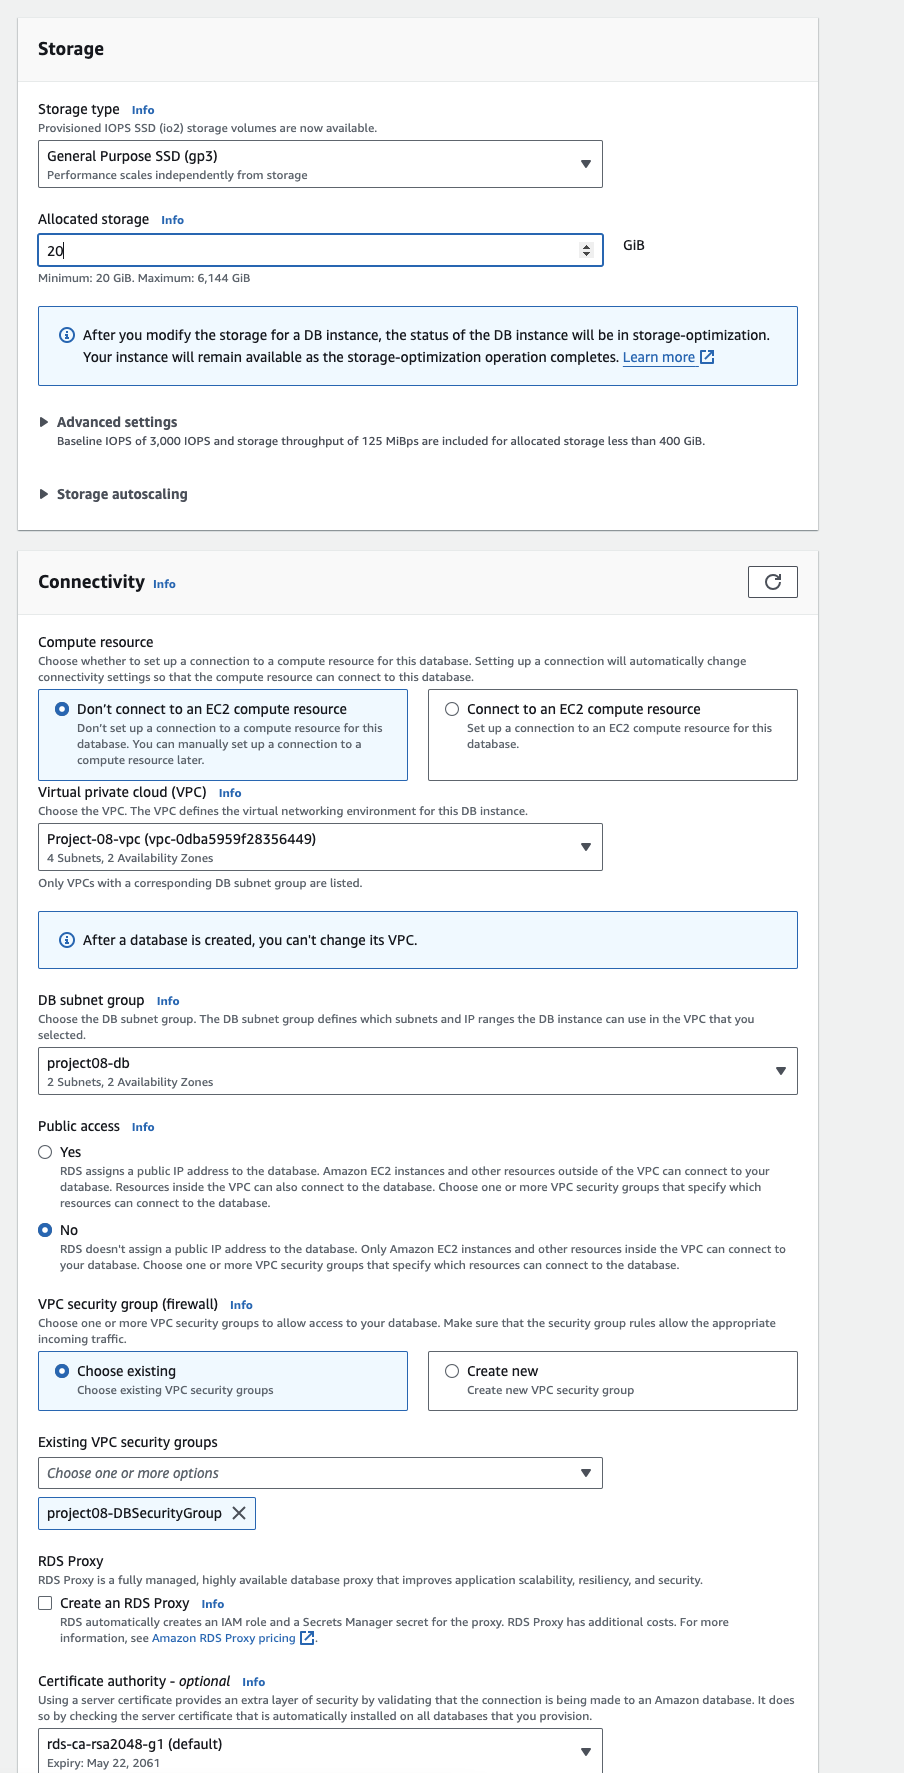 Storage
Storage type Info
Provisioned IOPS SSD (io2) storage volumes are now available.
General Purpose SSD (gp3)
Performance scales independently from storage
Allocated storage Info
20
GiB
Minimum: 20 GiB. Maximum: 6,144 GiB
After you modify the storage for a DB instance, the status of the DB instance will be in storage-optimization.
Your instance will remain available as the storage-optimization operation completes. Learn more
Advanced settings
Baseline IOPS of 3,000 IOPS and storage throughput of 125 MiBps are included for allocated storage less than 400 GiB.
Storage autoscaling
Connectivity Info
Compute resource
Choose whether to set up a connection to a compute resource for this database. Setting up a connection will automatically change
connectivity settings so that the compute resource can connect to this database.
Don’t connect to an EC2 compute resource
Don’t set up a connection to a compute resource for this
database. You can manually set up a connection to a
compute resource later.
Connect to an EC2 compute resource
Set up a connection to an EC2 compute resource for this
database.
Virtual private cloud (VPC) Info
Choose the VPC. The VPC defines the virtual networking environment for this DB instance.
Project-08-vpc (vpc-0dba5959f28356449)
4 Subnets, 2 Availability Zones
Only VPCs with a corresponding DB subnet group are listed.
After a database is created, you can't change its VPC.
DB subnet group Info
Choose the DB subnet group. The DB subnet group defines which subnets and IP ranges the DB instance can use in the VPC that you
selected.
project08-db
2 Subnets, 2 Availability Zones
Public access Info
Yes
RDS assigns a public IP address to the database. Amazon EC2 instances and other resources outside of the VPC can connect to your
database. Resources inside the VPC can also connect to the database. Choose one or more VPC security groups that specify which
resources can connect to the database.
No
RDS doesn't assign a public IP address to the database. Only Amazon EC2 instances and other resources inside the VPC can connect to
your database. Choose one or more VPC security groups that specify which resources can connect to the database.
VPC security group (firewall) Info
Choose one or more VPC security groups to allow access to your database. Make sure that the security group rules allow the appropriate
incoming traffic.
Choose existing
Choose existing VPC security groups
Create new
Create new VPC security group
Existing VPC security groups
Choose one or more options
project08-DBSecurityGroup
RDS Proxy
RDS Proxy is a fully managed, highly available database proxy that improves application scalability, resiliency, and security.
Create an RDS Proxy Info
RDS automatically creates an IAM role and a Secrets Manager secret for the proxy. RDS Proxy has additional costs. For more
information, see Amazon RDS Proxy pricing.
Certificate authority - optional Info
Using a server certificate provides an extra layer of security by validating that the connection is being made to an Amazon database. It does
so by checking the server certificate that is automatically installed on all databases that you provision.
rds-ca-rsa2048-g1 (default)
Expiry: May 22, 2061